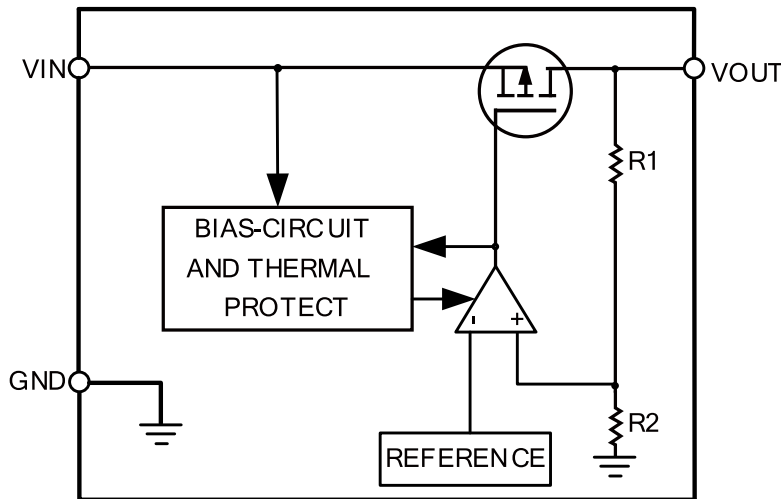 VIN
VOUT
R1
BIAS-CIRCUIT
AND THERMAL
PROTECT
- +
GND
R2
REFERENCE